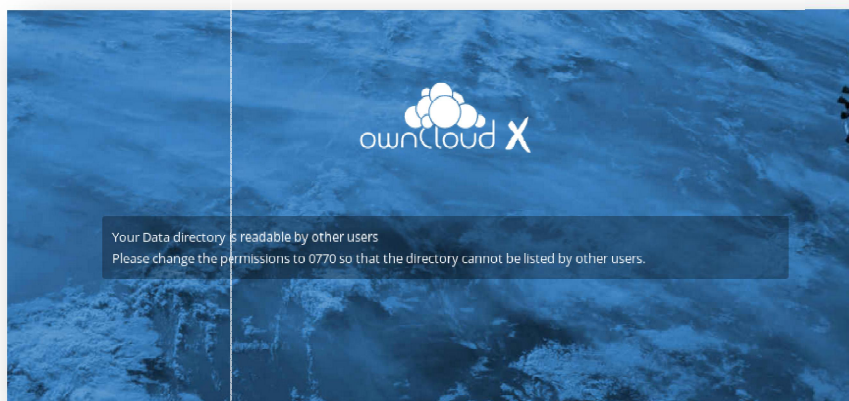 ownCloud X
Your Data directory is readable by other users
Please change the permissions to 0770 so that the directory cannot be listed by other users.